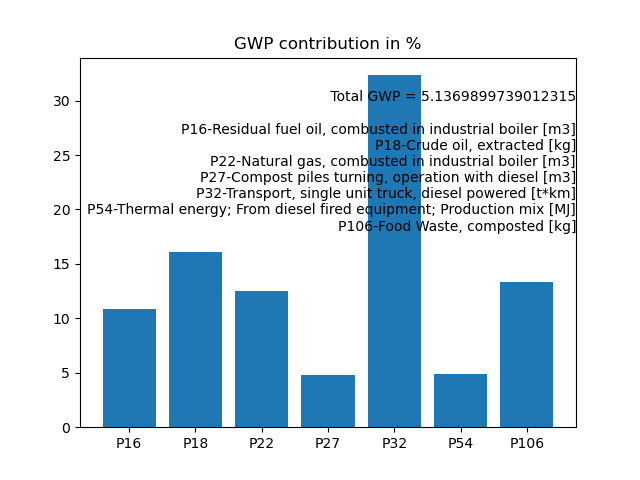 GWP contribution in %
Total GWP = 5.1369899739012315
P16-Residual fuel oil, combusted in industrial boiler [m3]
P18-Crude oil, extracted [kg]
P22-Natural gas, combusted in industrial boiler [m3]
P27-Compost piles turning, operation with diesel [m3]
P32-Transport, single unit truck, diesel powered [t*km]
P54-Thermal energy; From diesel fired equipment; Production mix [MJ]
P106-Food Waste, composted [kg]
30
25
20
15
10
5
0
P16 P18 P22 P27 P32 P54 P106